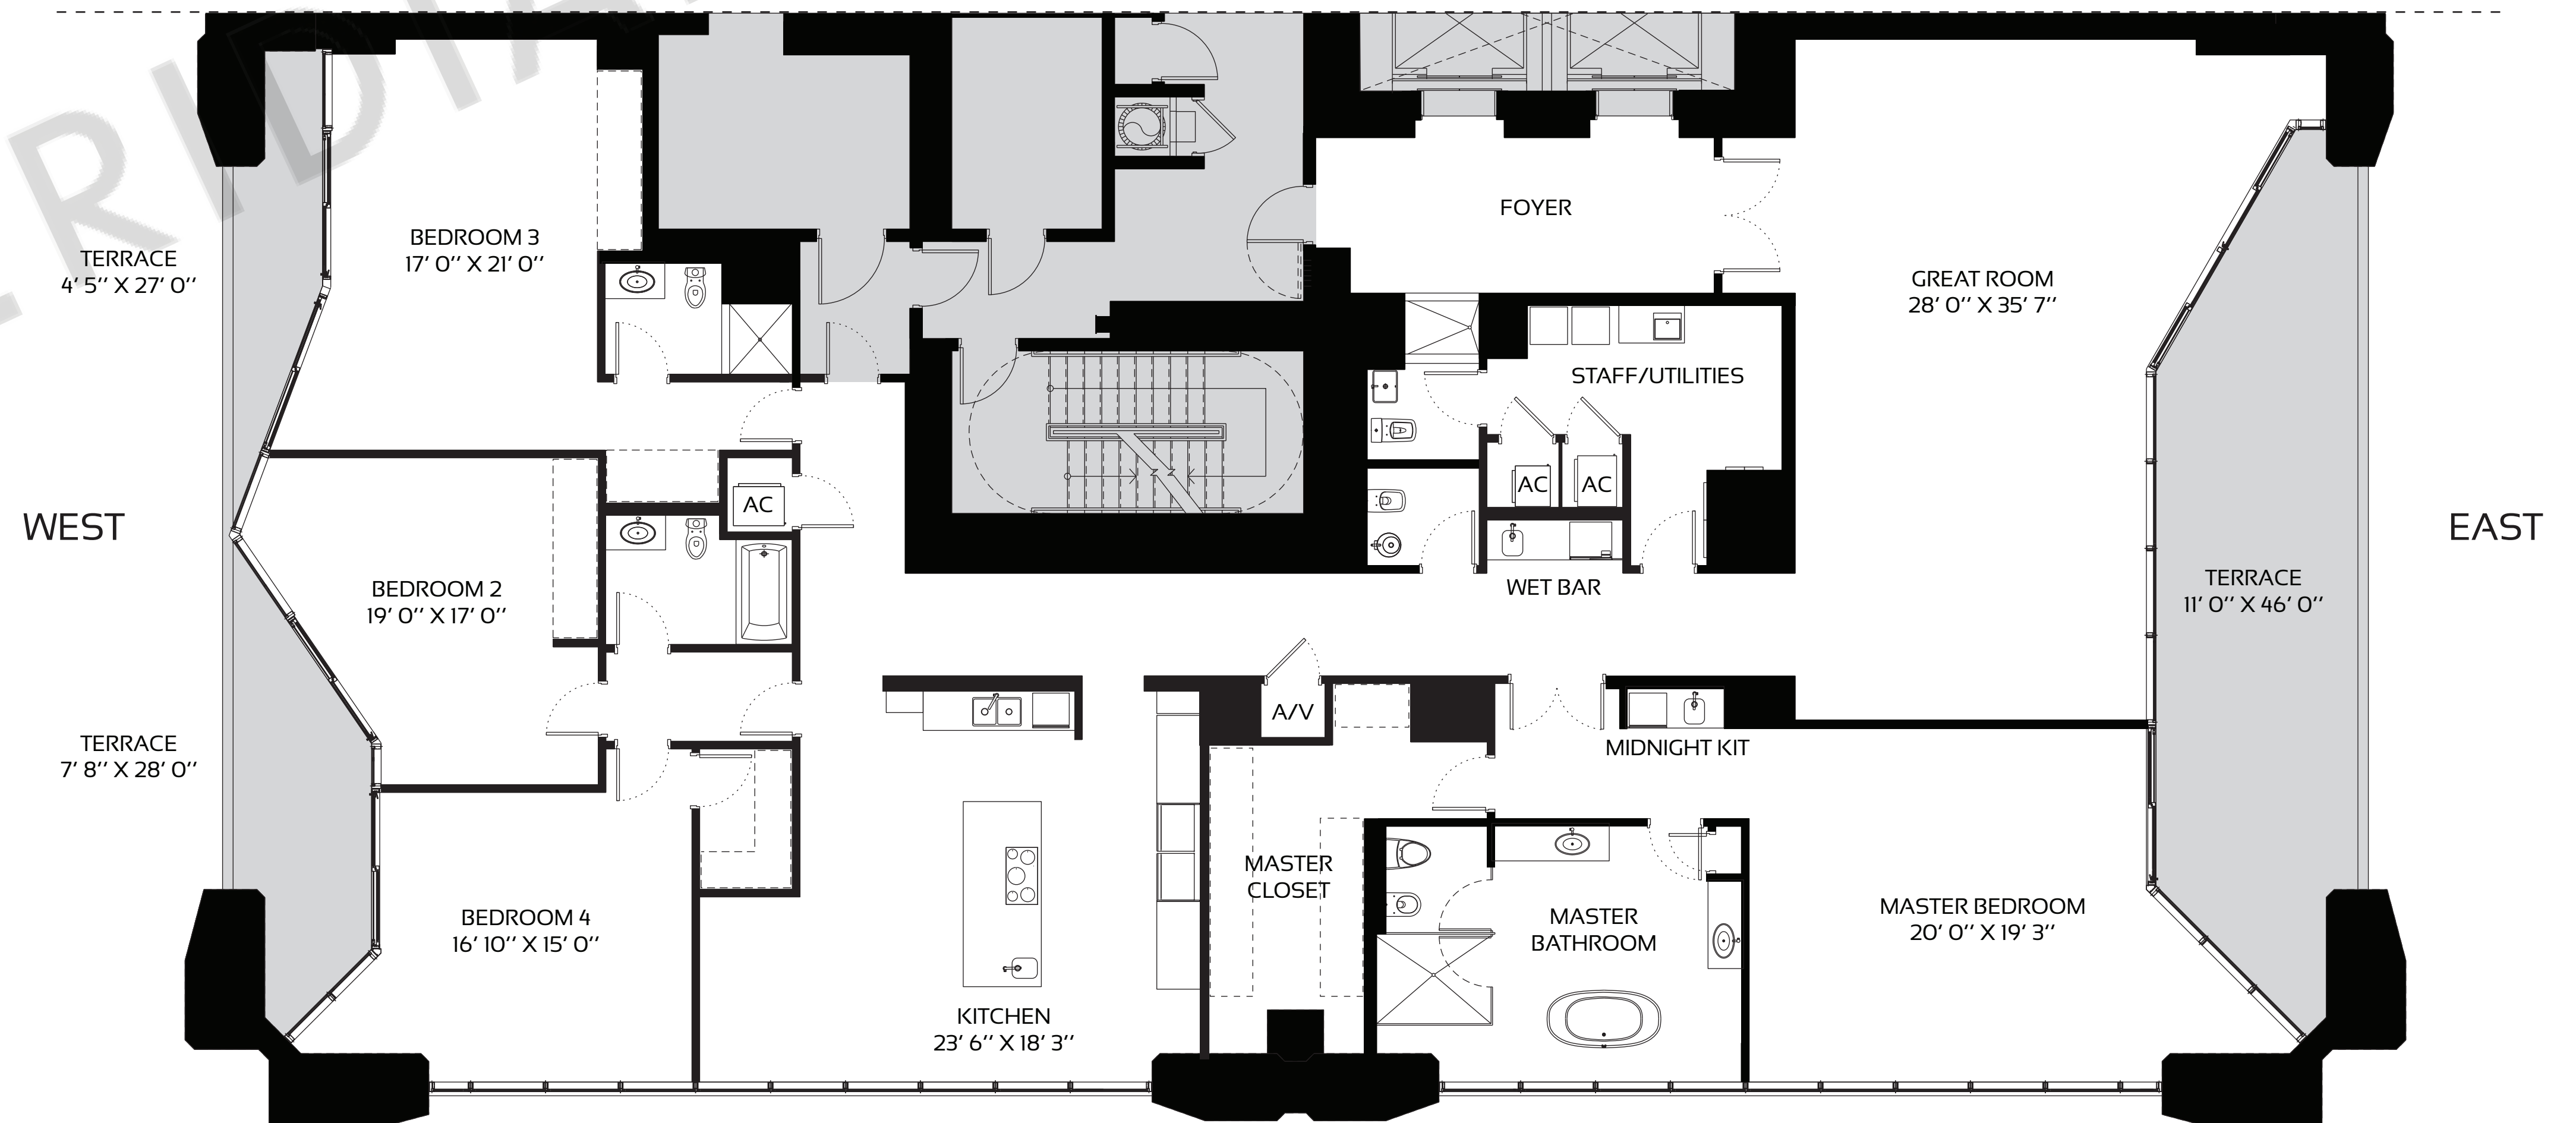 RIDIA
BEDROOM 3
17' 0'' X 21' 0''
TERRACE
4' 5'' X 27' 0''
FOYER
GREAT ROOM
28' 0'' X 35' 7''
STAFF/UTILITIES
AC
AC
AC
WEST
EAST
BEDROOM 2
19' 0'' X 17' 0''
WET BAR
TERRACE
11' 0'' X 46' 0''
A/V
TERRACE
7' 8'' X 28' 0''
MIDNIGHT KIT
MASTER
CLOSET
BEDROOM 4
16' 10'' X 15' 0''
MASTER
BATHROOM
MASTER BEDROOM
20' 0'' X 19' 3''
KITCHEN
23' 6'' X 18' 3''